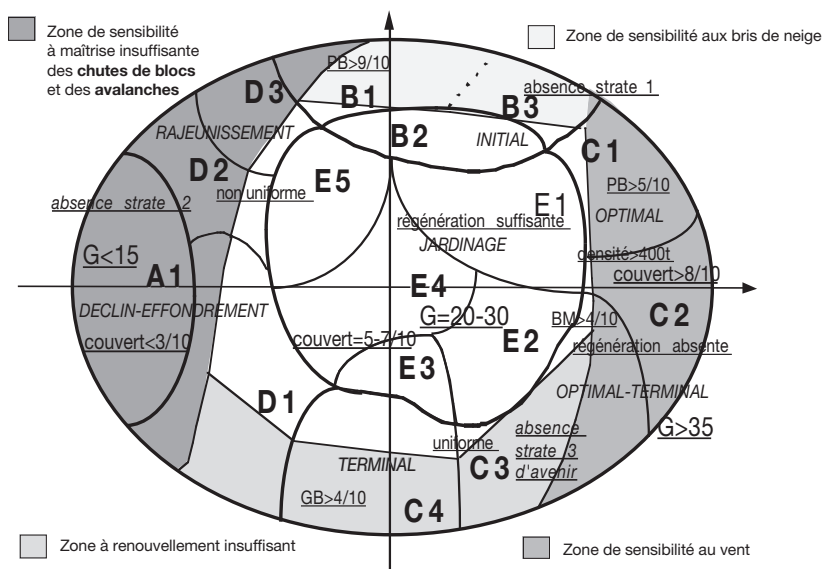 Zone de sensibilité
à maîtrise insuffisante
des chutes de blocs
et des avalanches
Zone de sensibilité aux bris de neige
PB>9/10
D3
B1
B3
absence strate 1
RAJEUNISSEMENT
B2
INITIAL
C1
D2
non uniforme
E5
PB>5/10
absence strate 2
E1
OPTIMAL
régénération suffisante
JARDINAGE
G<15
densité>400t
A1
couvert>8/10
E4
DECLIN-EFFONDREMENT
G=20-30
BM>4/10
C2
couvert<3/10
couvert=5-7/10
E2
régénération absente
E3
OPTIMAL-TERMINAL
D1
absence
G>35
uniforme
strate 3
TERMINAL
C3
d'avenir
GB>4/10
C4
Zone à renouvellement insuffisant
Zone de sensibilité au vent